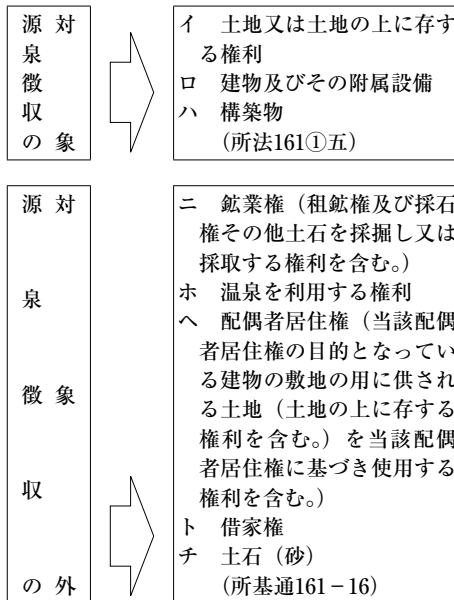 源泉徴収の
対象
イ　土地又は土地の上に存す
る権利
ロ　建物及びその附属設備
ハ　構築物
（所法161①五）
源泉徴収の
対象外
ニ　鉱業権（租鉱権及び採石
権その他土石を採掘し又は
採取する権利を含む。）
ホ　温泉を利用する権利
ヘ　配偶者居住権（当該配偶
者居住権の目的となってい
る建物の敷地の用に供され
る土地（土地の上に存する
権利を含む。）を当該配偶
者居住権に基づき使用する
権利を含む。）
ト　借家権
チ　土石（砂）
（所基通161－16）